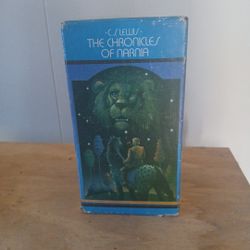 ·C·S·LEWIS·
THE CHRONICLES
OF NARNIA